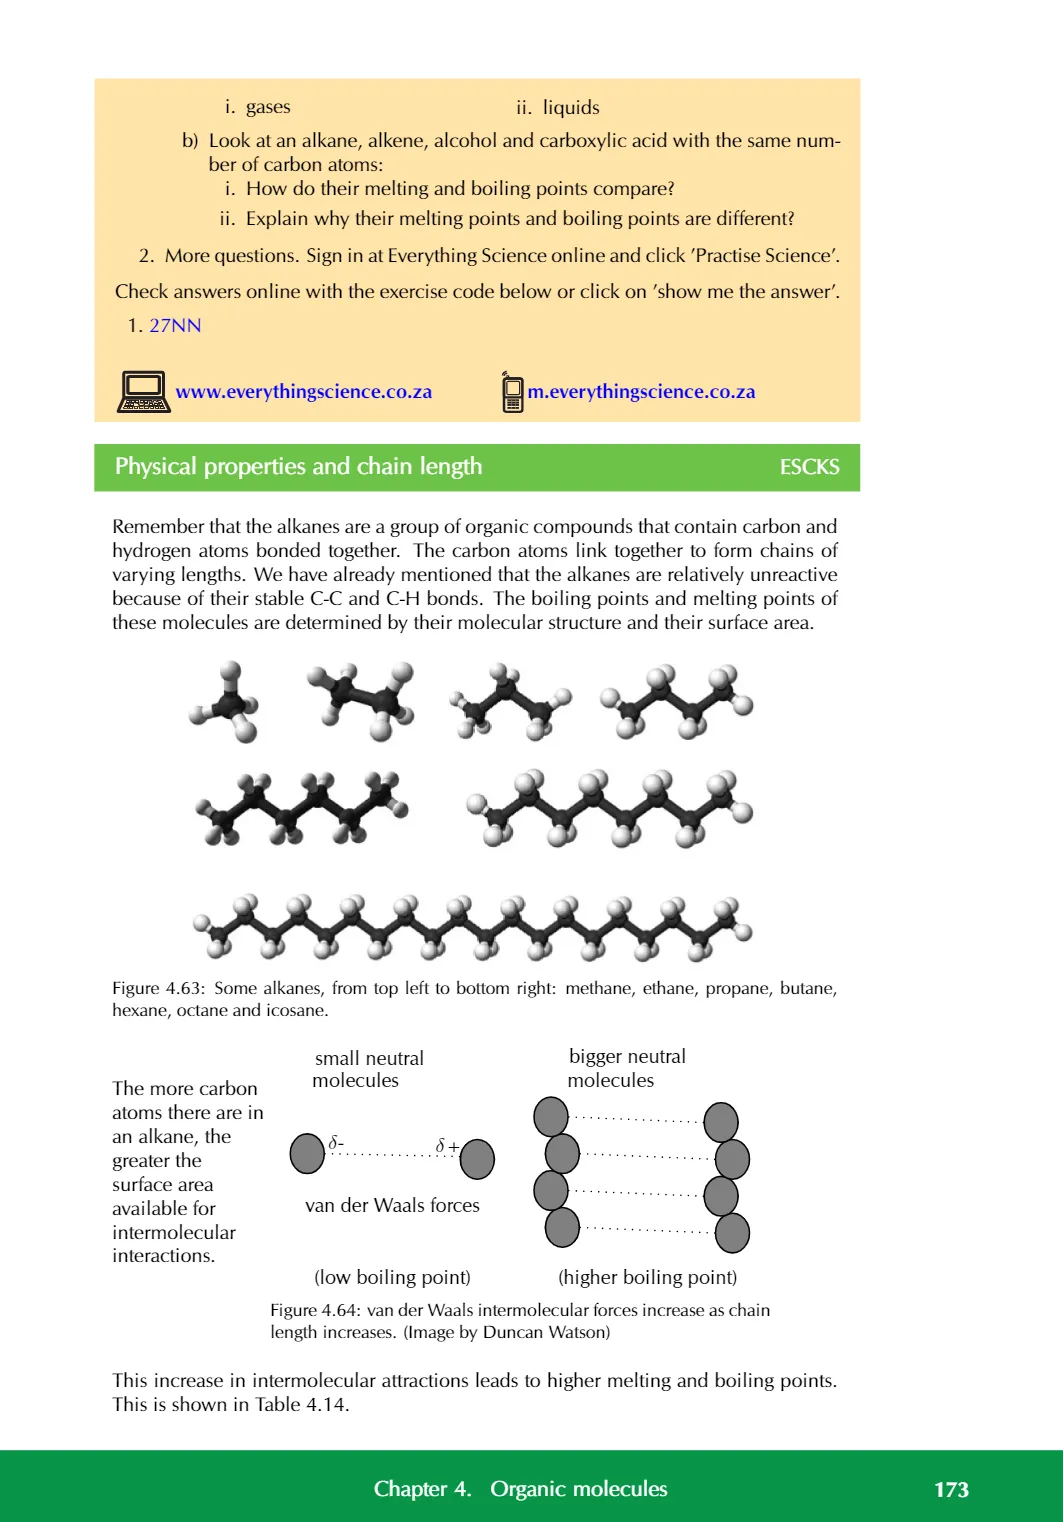 i. gases
ii. liquids
b) Look at an alkane, alkene, alcohol and carboxylic acid with the same num-
ber of carbon atoms:
i. How do their melting and boiling points compare?
ii. Explain why their melting points and boiling points are different?
2. More questions. Sign in at Everything Science online and click ’Practise Science’.
Check answers online with the exercise code below or click on ’show me the answer’.
1. 27NN
www.everythingscience.co.za
m.everythingscience.co.za
Physical properties and chain length
ESCKS
Remember that the alkanes are a group of organic compounds that contain carbon and
hydrogen atoms bonded together. The carbon atoms link together to form chains of
varying lengths. We have already mentioned that the alkanes are relatively unreactive
because of their stable C-C and C-H bonds. The boiling points and melting points of
these molecules are determined by their molecular structure and their surface area.
Figure 4.63: Some alkanes, from top left to bottom right: methane, ethane, propane, butane,
hexane, octane and icosane.
The more carbon
atoms there are in
an alkane, the
greater the
surface area
available for
intermolecular
interactions.
small neutral
molecules
δ-
δ+
van der Waals forces
(low boiling point)
bigger neutral
molecules
(higher boiling point)
Figure 4.64: van der Waals intermolecular forces increase as chain
length increases. (Image by Duncan Watson)
This increase in intermolecular attractions leads to higher melting and boiling points.
This is shown in Table 4.14.
Chapter 4. Organic molecules
173